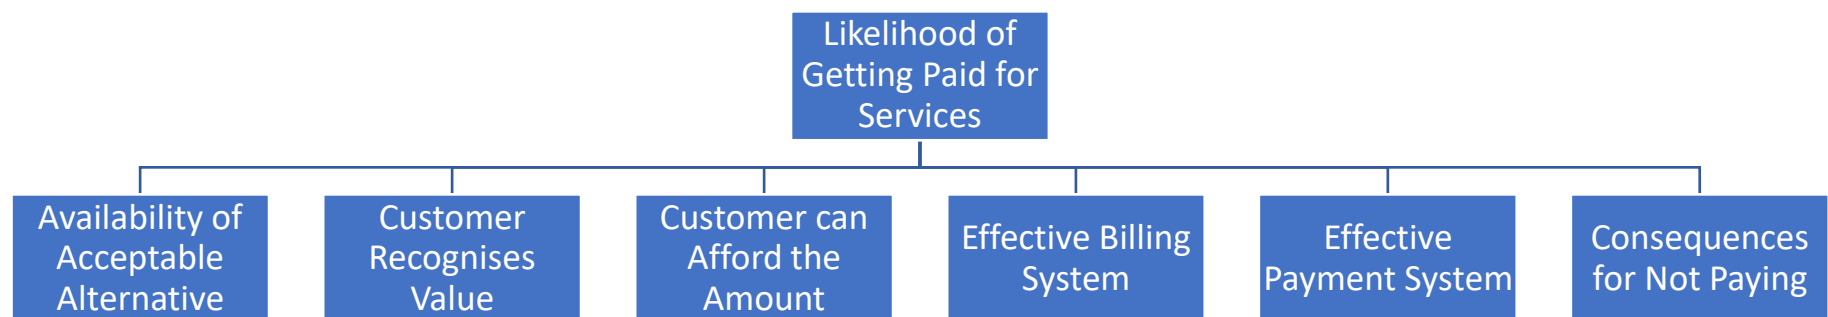 Likelihood of
Getting Paid for
Services
Availability of
Acceptable
Alternative
Customer
Recognises
Value
Customer can
Afford the
Amount
Effective Billing
System
Effective
Payment System
Consequences
for Not Paying